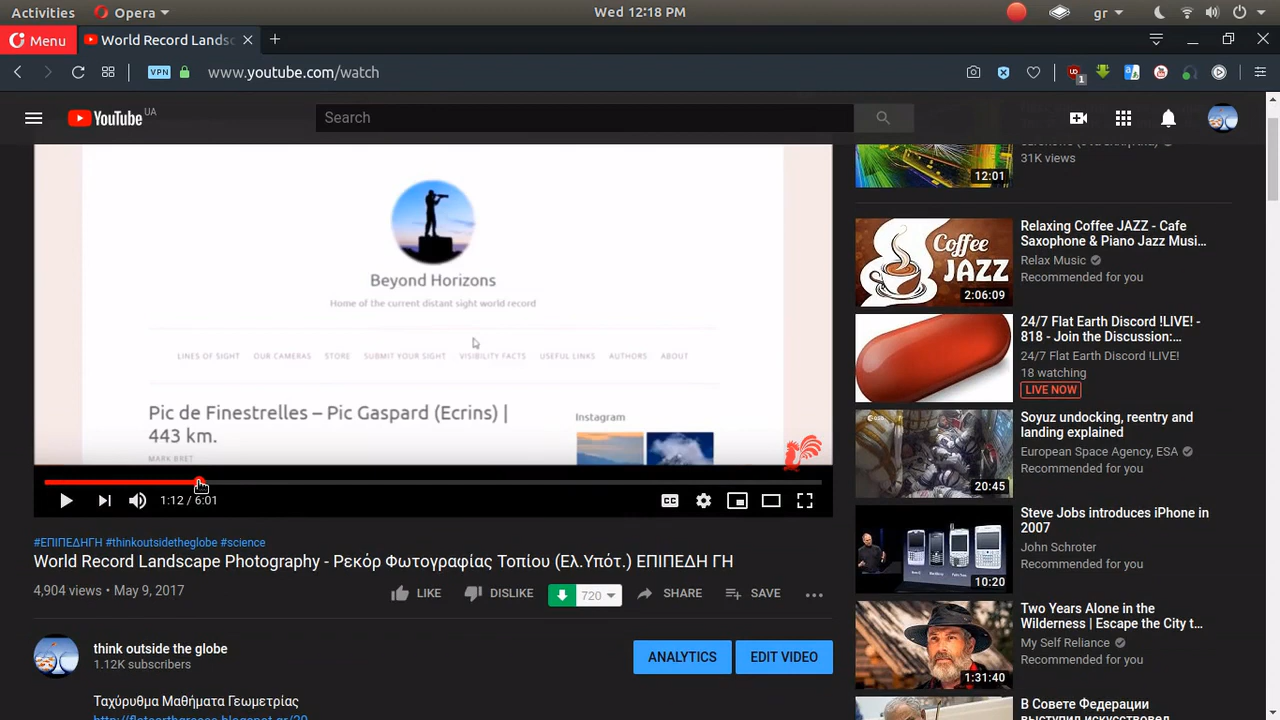 Activities
Opera
Wed 12:18 PM
gr
Menu
World Record Landsc
VPN
www.youtube.com/watch
1
YouTube UA
Search
31K views
12:01
Beyond Horizons
Home of the current distant sight world record
LINES OF SIGHT OUR CAMERAS STORE SUBMIT YOUR SIGHT VISIBILITY FACTS USEFUL LINKS AUTHORS ABOUT
Pic de Finestrelles – Pic Gaspard (Ecrins) |
443 km.
MARK BRET
Instagram
1:12 / 6:01
CC
#ΕΠΙΠΕΔΗΓΗ #thinkoutsidetheglobe #science
World Record Landscape Photography - Ρεκόρ Φωτογραφίας Τοπίου (Ελ.Υπότ.) ΕΠΙΠΕΔΗ ΓΗ
4,904 views • May 9, 2017
LIKE
DISLIKE
720
SHARE
SAVE
think outside the globe
1.12K subscribers
ANALYTICS
EDIT VIDEO
Ταχύρυθμα Μαθήματα Γεωμετρίας
Coffee
JAZZ
2:06:09
Relaxing Coffee JAZZ - Cafe
Saxophone & Piano Jazz Musi...
Relax Music
Recommended for you
24/7 Flat Earth Discord !LIVE! -
818 - Join the Discussion:...
24/7 Flat Earth Discord !LIVE!
18 watching
LIVE NOW
20:45
Soyuz undocking, reentry and
landing explained
European Space Agency, ESA
Recommended for you
10:20
Steve Jobs introduces iPhone in
2007
John Schroter
Recommended for you
1:31:40
Two Years Alone in the
Wilderness | Escape the City t...
My Self Reliance
Recommended for you
В Советe Федерации